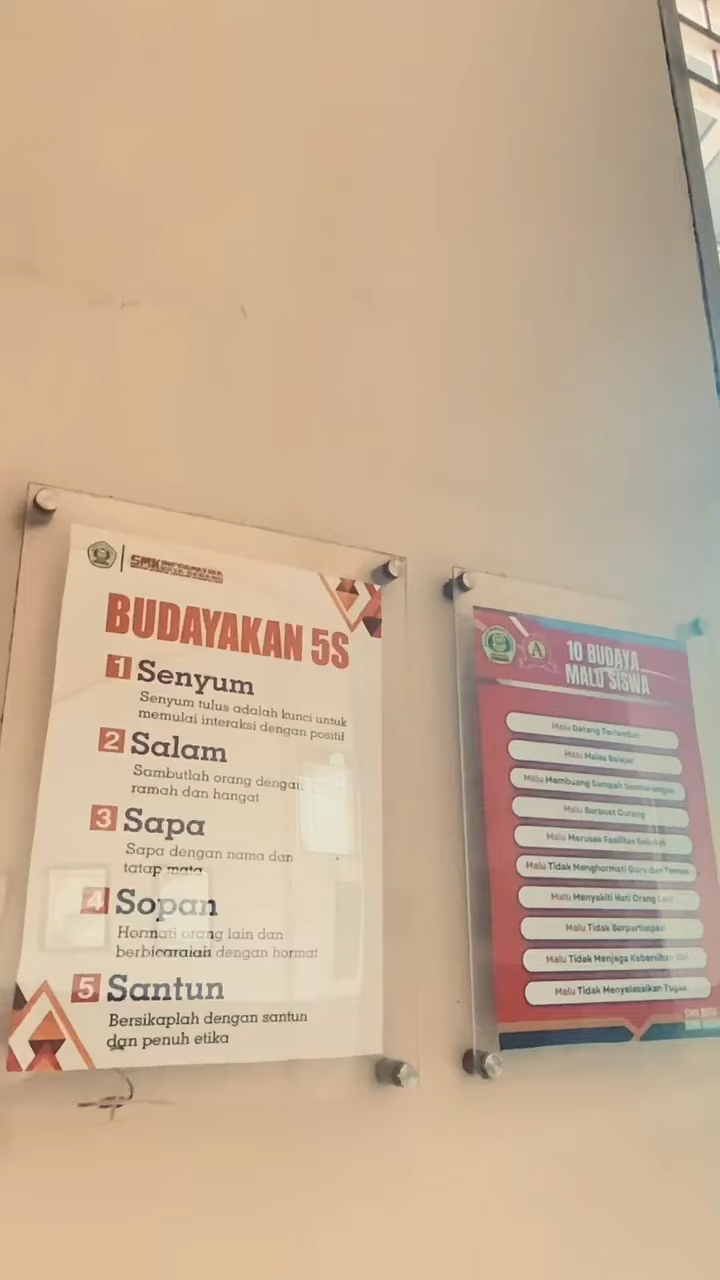 SMK INFORMATIKA
BUDAYAKAN 5S
1 Senyum
Senyum tulus adalah kunci untuk
memulai interaksi dengan positif
2 Salam
Sambutlah orang dengan
ramah dan hangat
3 Sapa
Sapa dengan nama dan
tatap mata
4 Sopan
Hormati orang lain dan
berbicaralah dengan hormat
5 Santun
Bersikaplah dengan santun
dan penuh etika
10 BUDAYA
MALU SISWA
Malu Datang Terlambat
Malu Malas Belajar
Malu Membuang Sampah Sembarangan
Malu Berbuat Curang
Malu Merusak Fasilitas Sekolah
Malu Tidak Menghormati Guru dan Teman
Malu Menyakiti Hati Orang Lain
Malu Tidak Berpartisipasi
Malu Tidak Menjaga Kebersihan
Malu Tidak Menyelesaikan Tugas